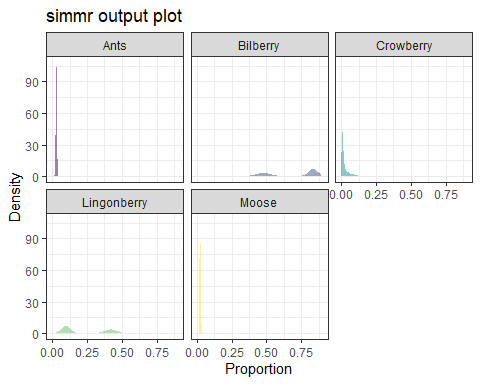 simmr output plot
Ants Bilberry Crowberry
90
60
30
0
0.00 0.25 0.50 0.75
Lingonberry Moose
90
60
30
0
0.00 0.25 0.50 0.75 0.00 0.25 0.50 0.75
Density
Proportion